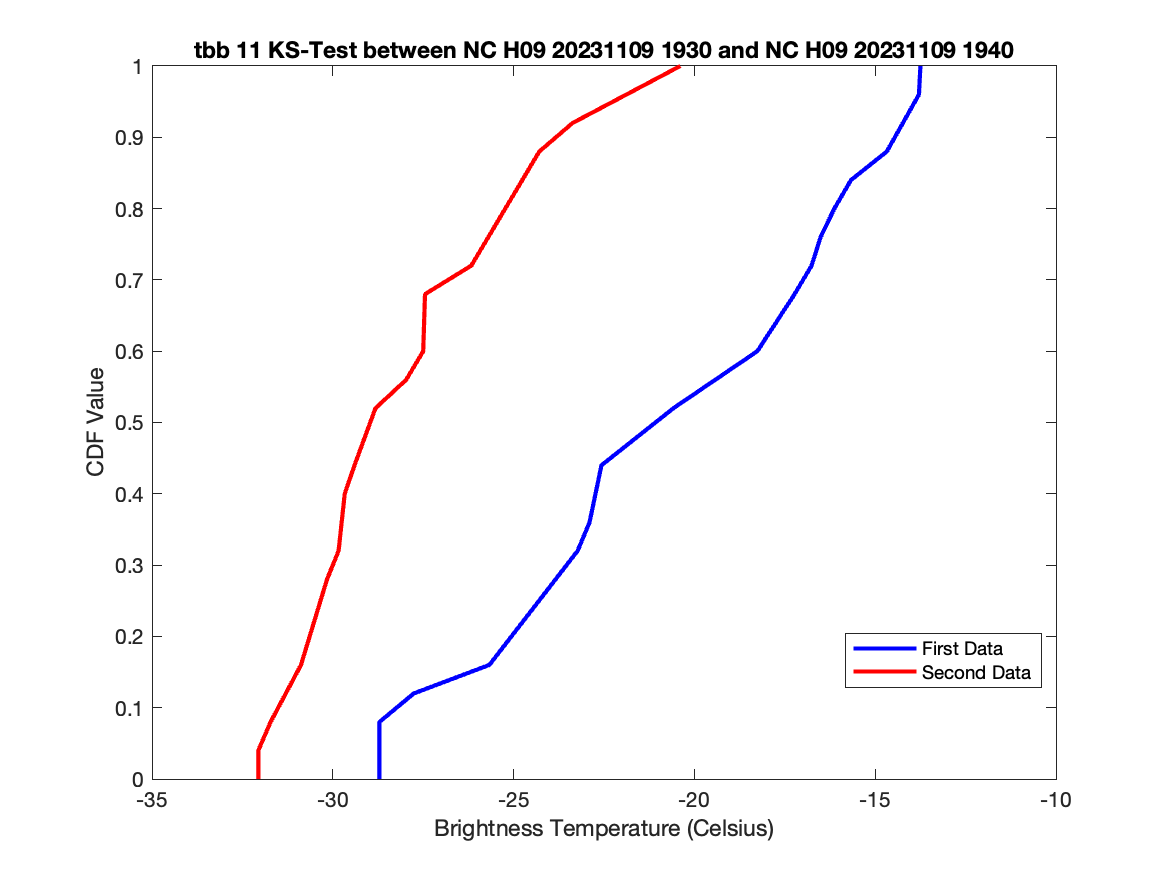 tbb 11 KS-Test between NC H09 20231109 1930 and NC H09 20231109 1940
1
0.9
0.8
0.7
0.6
0.5
0.4
0.3
0.2
0.1
0
CDF Value
First Data
Second Data
-35 -30 -25 -20 -15 -10
Brightness Temperature (Celsius)